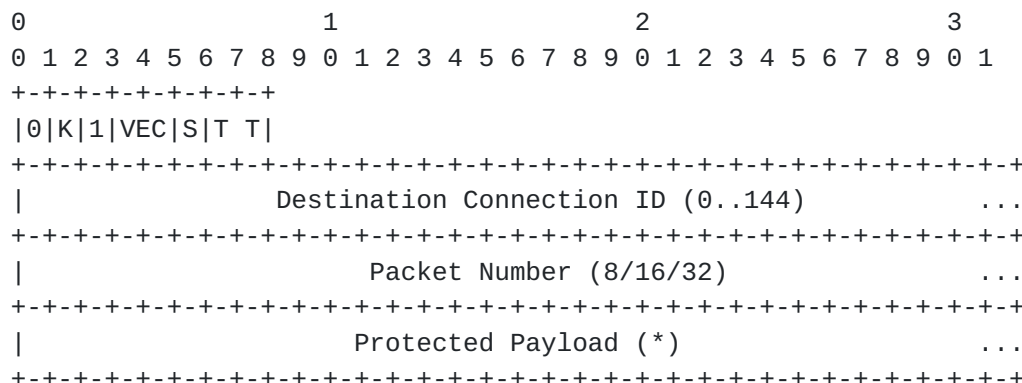 0                   1                   2                   3
0 1 2 3 4 5 6 7 8 9 0 1 2 3 4 5 6 7 8 9 0 1 2 3 4 5 6 7 8 9 0 1
+-+-+-+-+-+-+-+-+
|0|K|1|VEC|S|T T|
+-+-+-+-+-+-+-+-+-+-+-+-+-+-+-+-+-+-+-+-+-+-+-+-+-+-+-+-+-+-+-+-+
|                Destination Connection ID (0..144)           ...
+-+-+-+-+-+-+-+-+-+-+-+-+-+-+-+-+-+-+-+-+-+-+-+-+-+-+-+-+-+-+-+-+
|                      Packet Number (8/16/32)                ...
+-+-+-+-+-+-+-+-+-+-+-+-+-+-+-+-+-+-+-+-+-+-+-+-+-+-+-+-+-+-+-+-+
|                     Protected Payload (*)                   ...
+-+-+-+-+-+-+-+-+-+-+-+-+-+-+-+-+-+-+-+-+-+-+-+-+-+-+-+-+-+-+-+-+